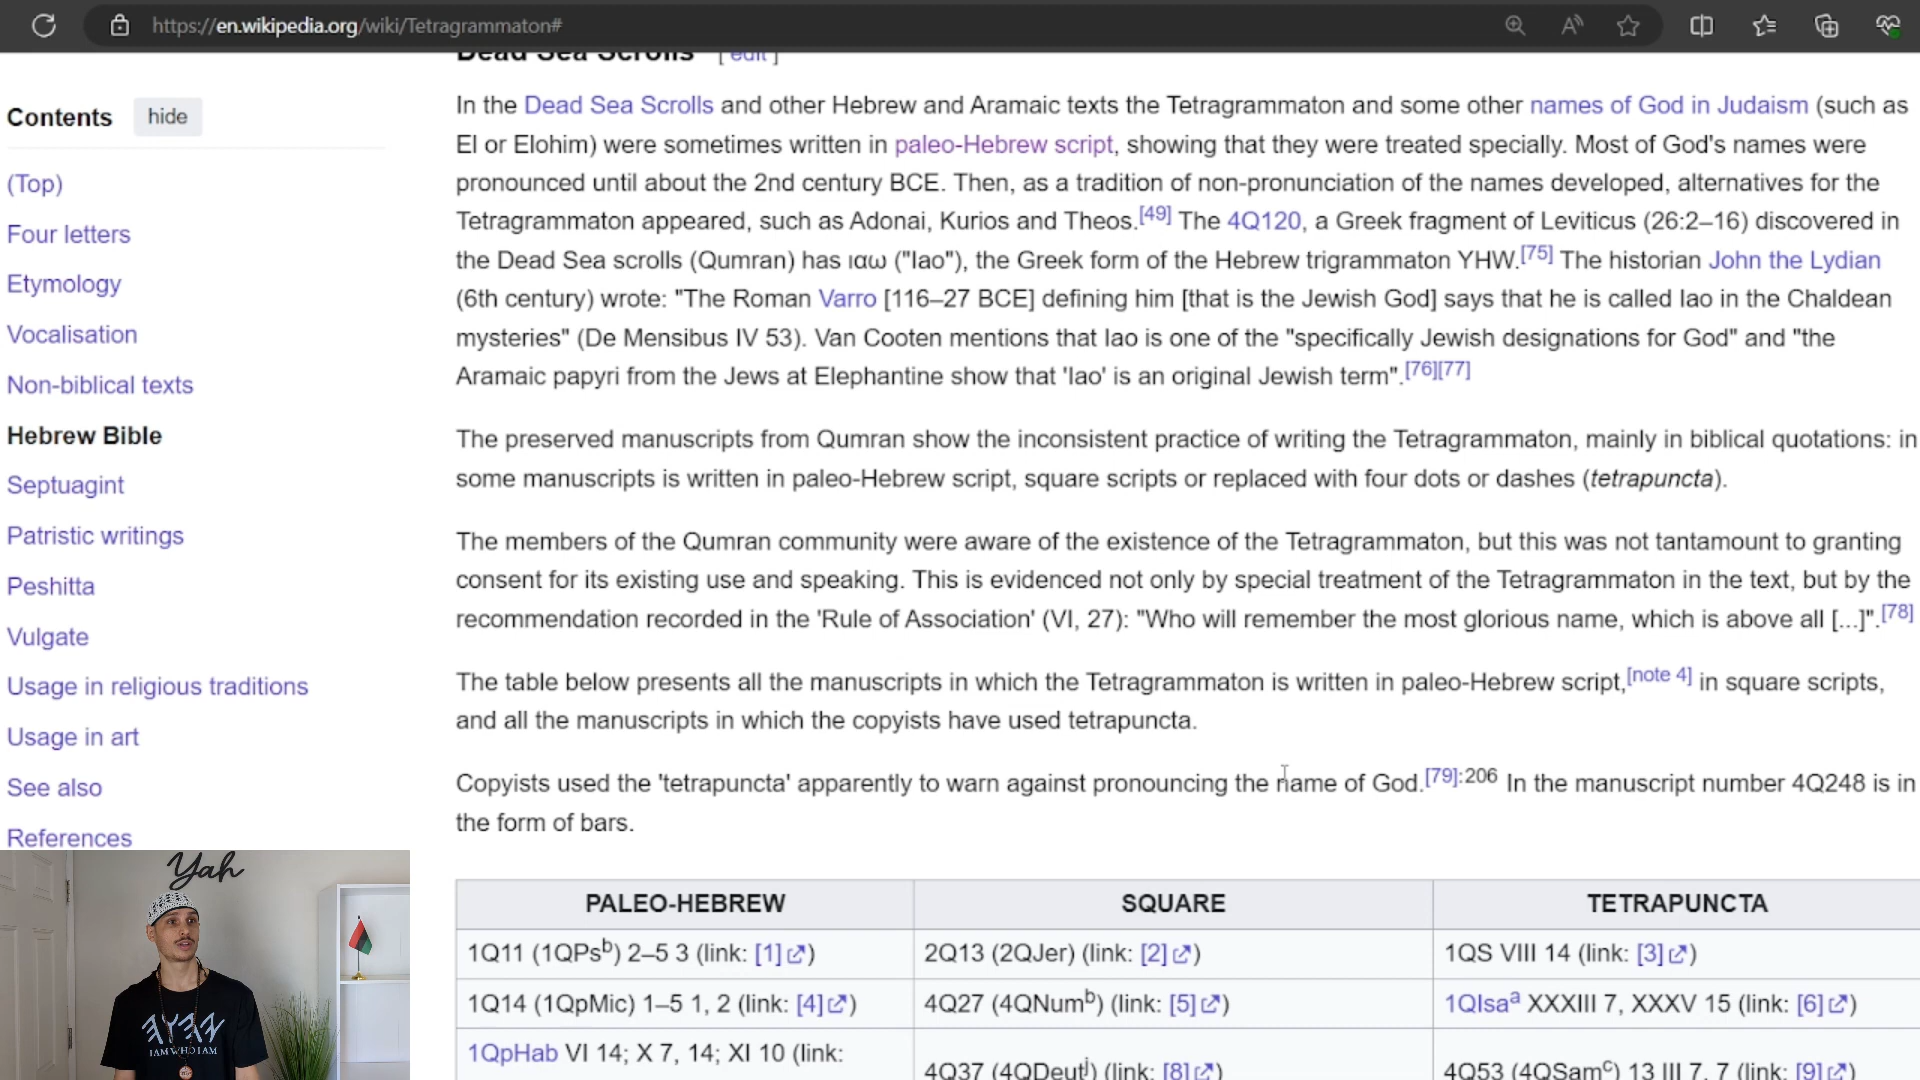 https://en.wikipedia.org/wiki/Tetragrammaton#
Dead Sea Scrolls [ edit ]
Contents hide
(Top)
Four letters
Etymology
Vocalisation
Non-biblical texts
Hebrew Bible
Septuagint
Patristic writings
Peshitta
Vulgate
Usage in religious traditions
Usage in art
See also
References
In the Dead Sea Scrolls and other Hebrew and Aramaic texts the Tetragrammaton and some other names of God in Judaism (such as
El or Elohim) were sometimes written in paleo-Hebrew script, showing that they were treated specially. Most of God's names were
pronounced until about the 2nd century BCE. Then, as a tradition of non-pronunciation of the names developed, alternatives for the
Tetragrammaton appeared, such as Adonai, Kurios and Theos.[49] The 4Q120, a Greek fragment of Leviticus (26:2–16) discovered in
the Dead Sea scrolls (Qumran) has ιαω ("Iao"), the Greek form of the Hebrew trigrammaton YHW.[75] The historian John the Lydian
(6th century) wrote: "The Roman Varro [116–27 BCE] defining him [that is the Jewish God] says that he is called Iao in the Chaldean
mysteries" (De Mensibus IV 53). Van Cooten mentions that Iao is one of the "specifically Jewish designations for God" and "the
Aramaic papyri from the Jews at Elephantine show that 'Iao' is an original Jewish term".[76][77]
The preserved manuscripts from Qumran show the inconsistent practice of writing the Tetragrammaton, mainly in biblical quotations: in
some manuscripts is written in paleo-Hebrew script, square scripts or replaced with four dots or dashes (tetrapuncta).
The members of the Qumran community were aware of the existence of the Tetragrammaton, but this was not tantamount to granting
consent for its existing use and speaking. This is evidenced not only by special treatment of the Tetragrammaton in the text, but by the
recommendation recorded in the 'Rule of Association' (VI, 27): "Who will remember the most glorious name, which is above all [...]".[78]
The table below presents all the manuscripts in which the Tetragrammaton is written in paleo-Hebrew script,[note 4] in square scripts,
and all the manuscripts in which the copyists have used tetrapuncta.
Copyists used the 'tetrapuncta' apparently to warn against pronouncing the name of God.[79]:206 In the manuscript number 4Q248 is in
the form of bars.
PALEO-HEBREW SQUARE TETRAPUNCTA
1Q11 (1QPsb) 2–5 3 (link: [1]) 2Q13 (2QJer) (link: [2]) 1QS VIII 14 (link: [3])
1Q14 (1QpMic) 1–5 1, 2 (link: [4]) 4Q27 (4QNumb) (link: [5]) 1QIsaa XXXIII 7, XXXV 15 (link: [6])
1QpHab VI 14; X 7, 14; XI 10 (link:
4Q37 (4QDeutj) (link: [8]) 4Q53 (4QSamc) 13 III 7, 7 (link: [9])
Yah
𐤉𐤄𐤅𐤄
I AM WHO I AM